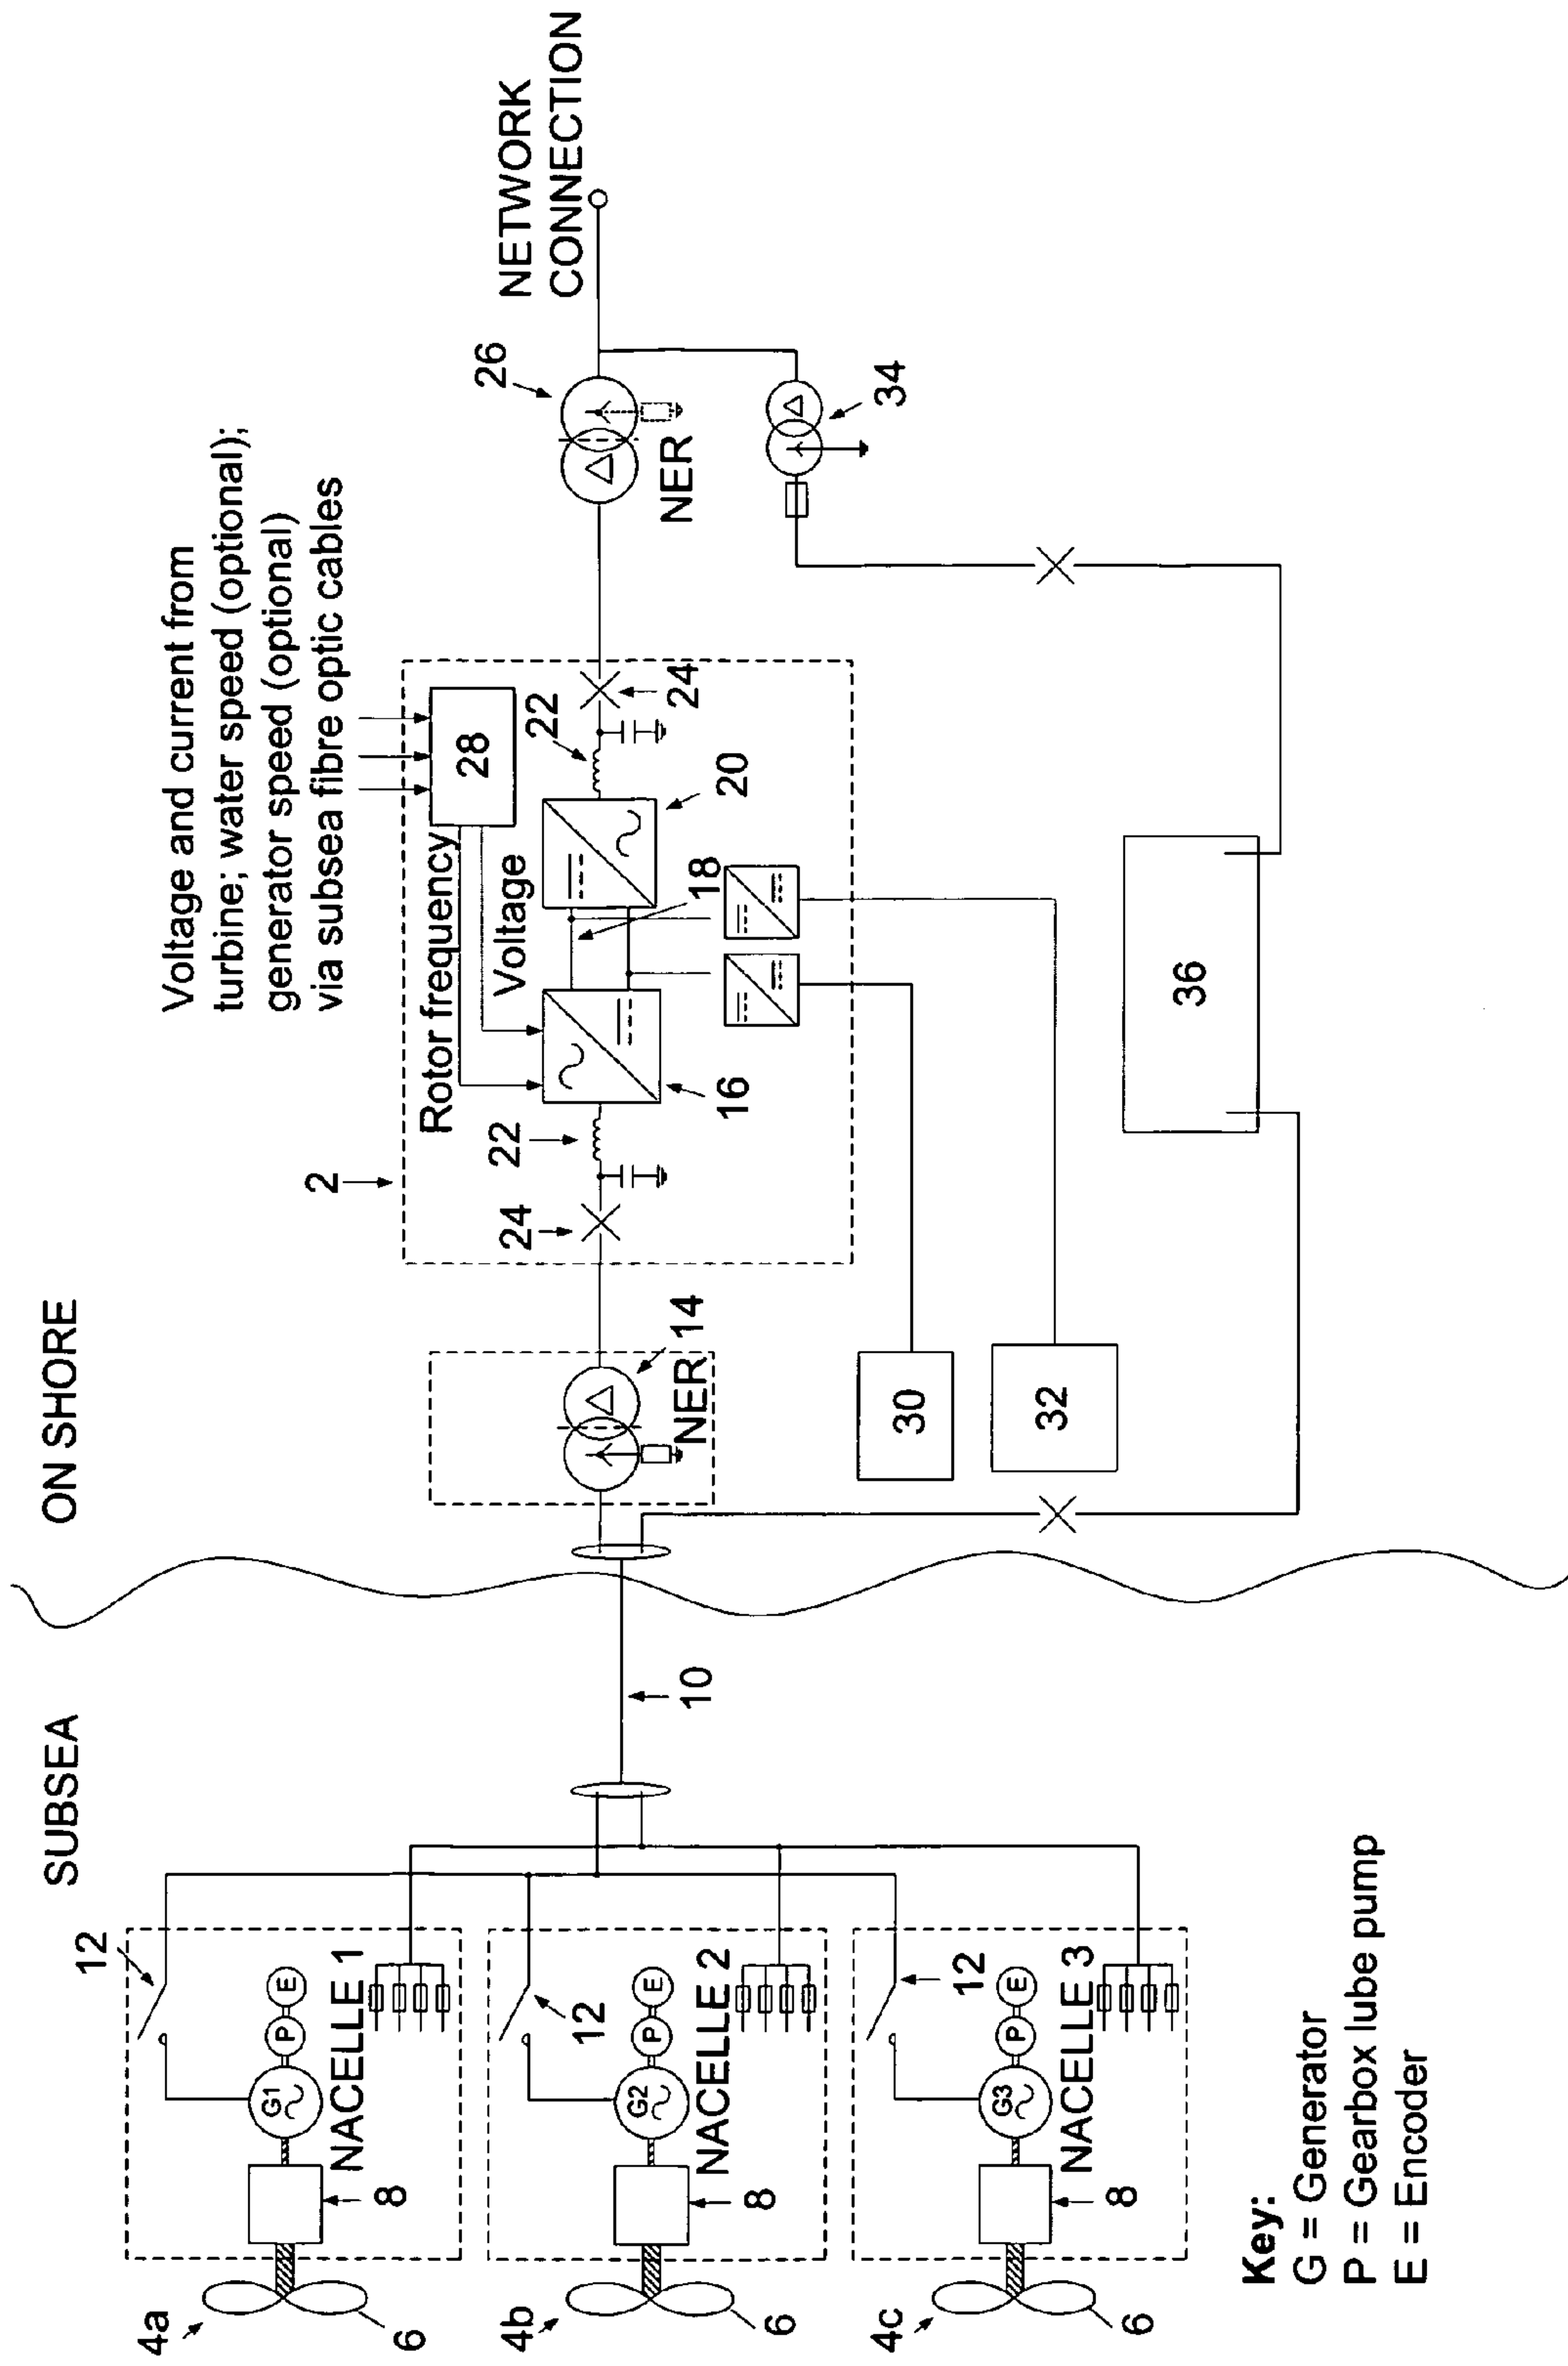 SUBSEA
ON SHORE
Voltage and current from
turbine; water speed (optional);
generator speed (optional)
via subsea fibre optic cables
NETWORK
CONNECTION
4a
6
8
12
G1
P
E
NACELLE 1
4b
6
8
12
G2
P
E
NACELLE 2
4c
6
8
12
G3
P
E
NACELLE 3
10
14
NER
2
24
22
16
Rotor frequency
Voltage
28
18
20
22
24
26
NER
34
30
32
36
Key:
G = Generator
P = Gearbox lube pump
E = Encoder